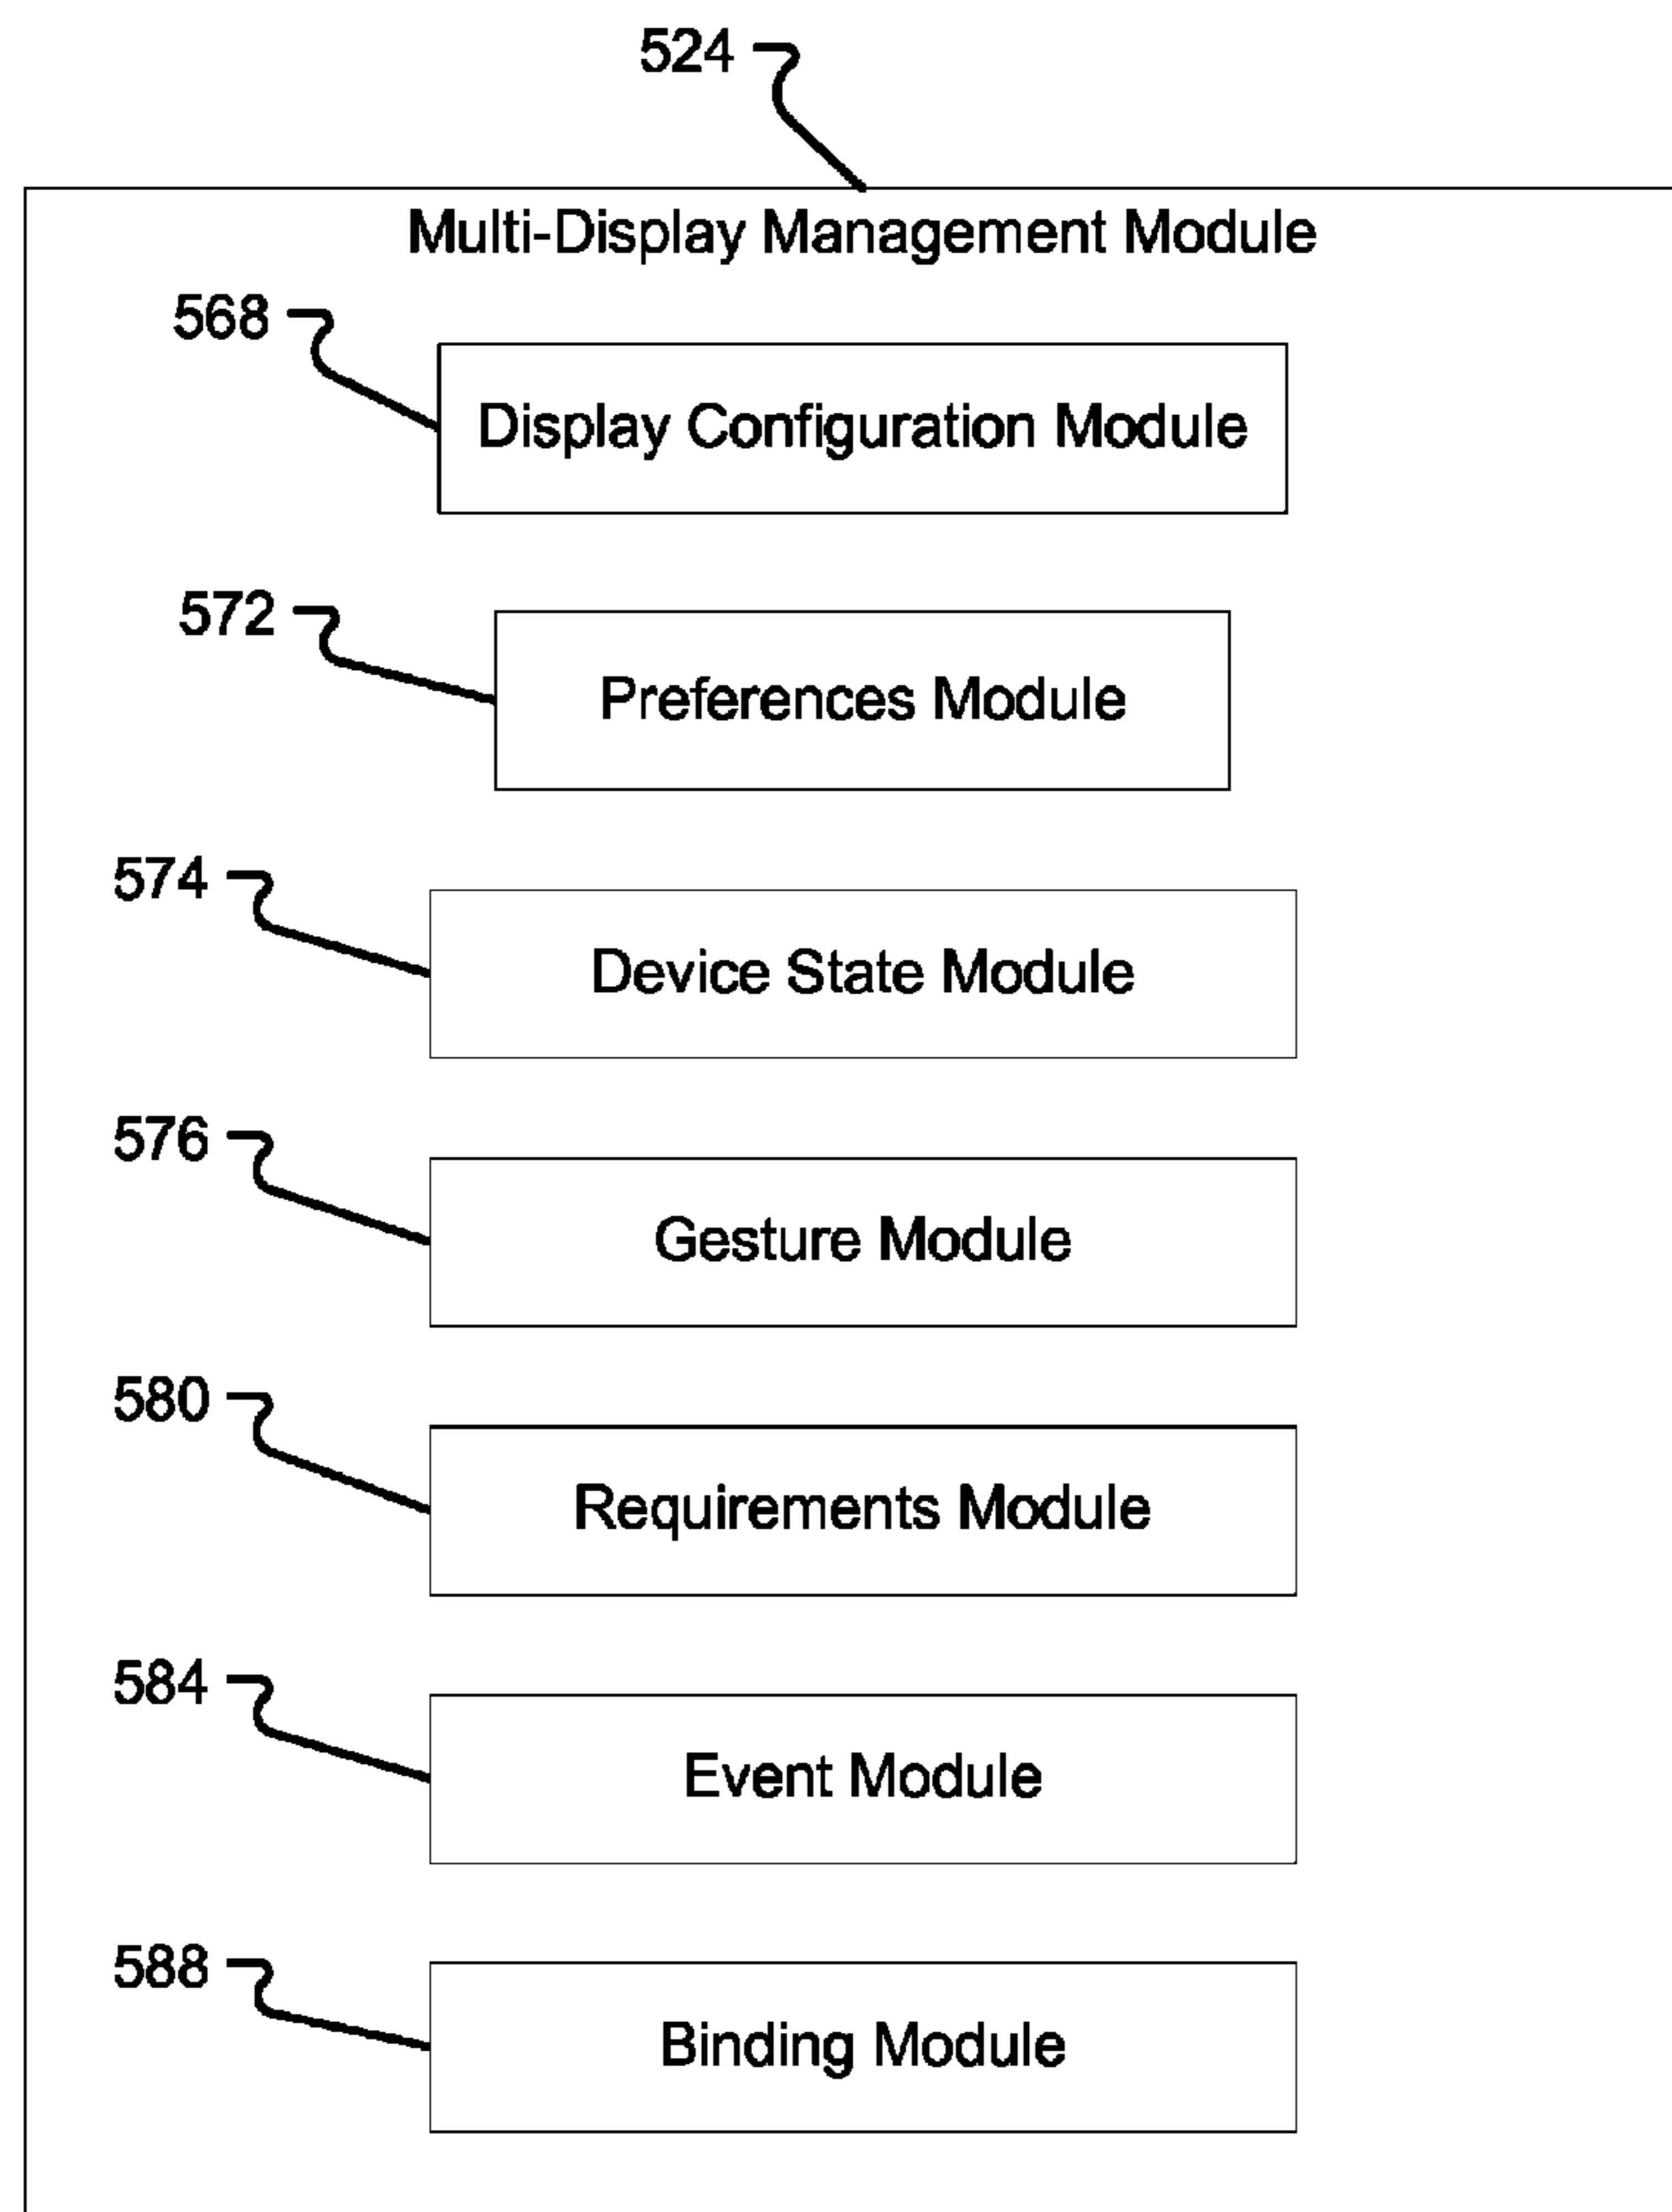 524
Multi-Display Management Module
568
Display Configuration Module
572
Preferences Module
574
Device State Module
576
Gesture Module
580
Requirements Module
584
Event Module
588
Binding Module